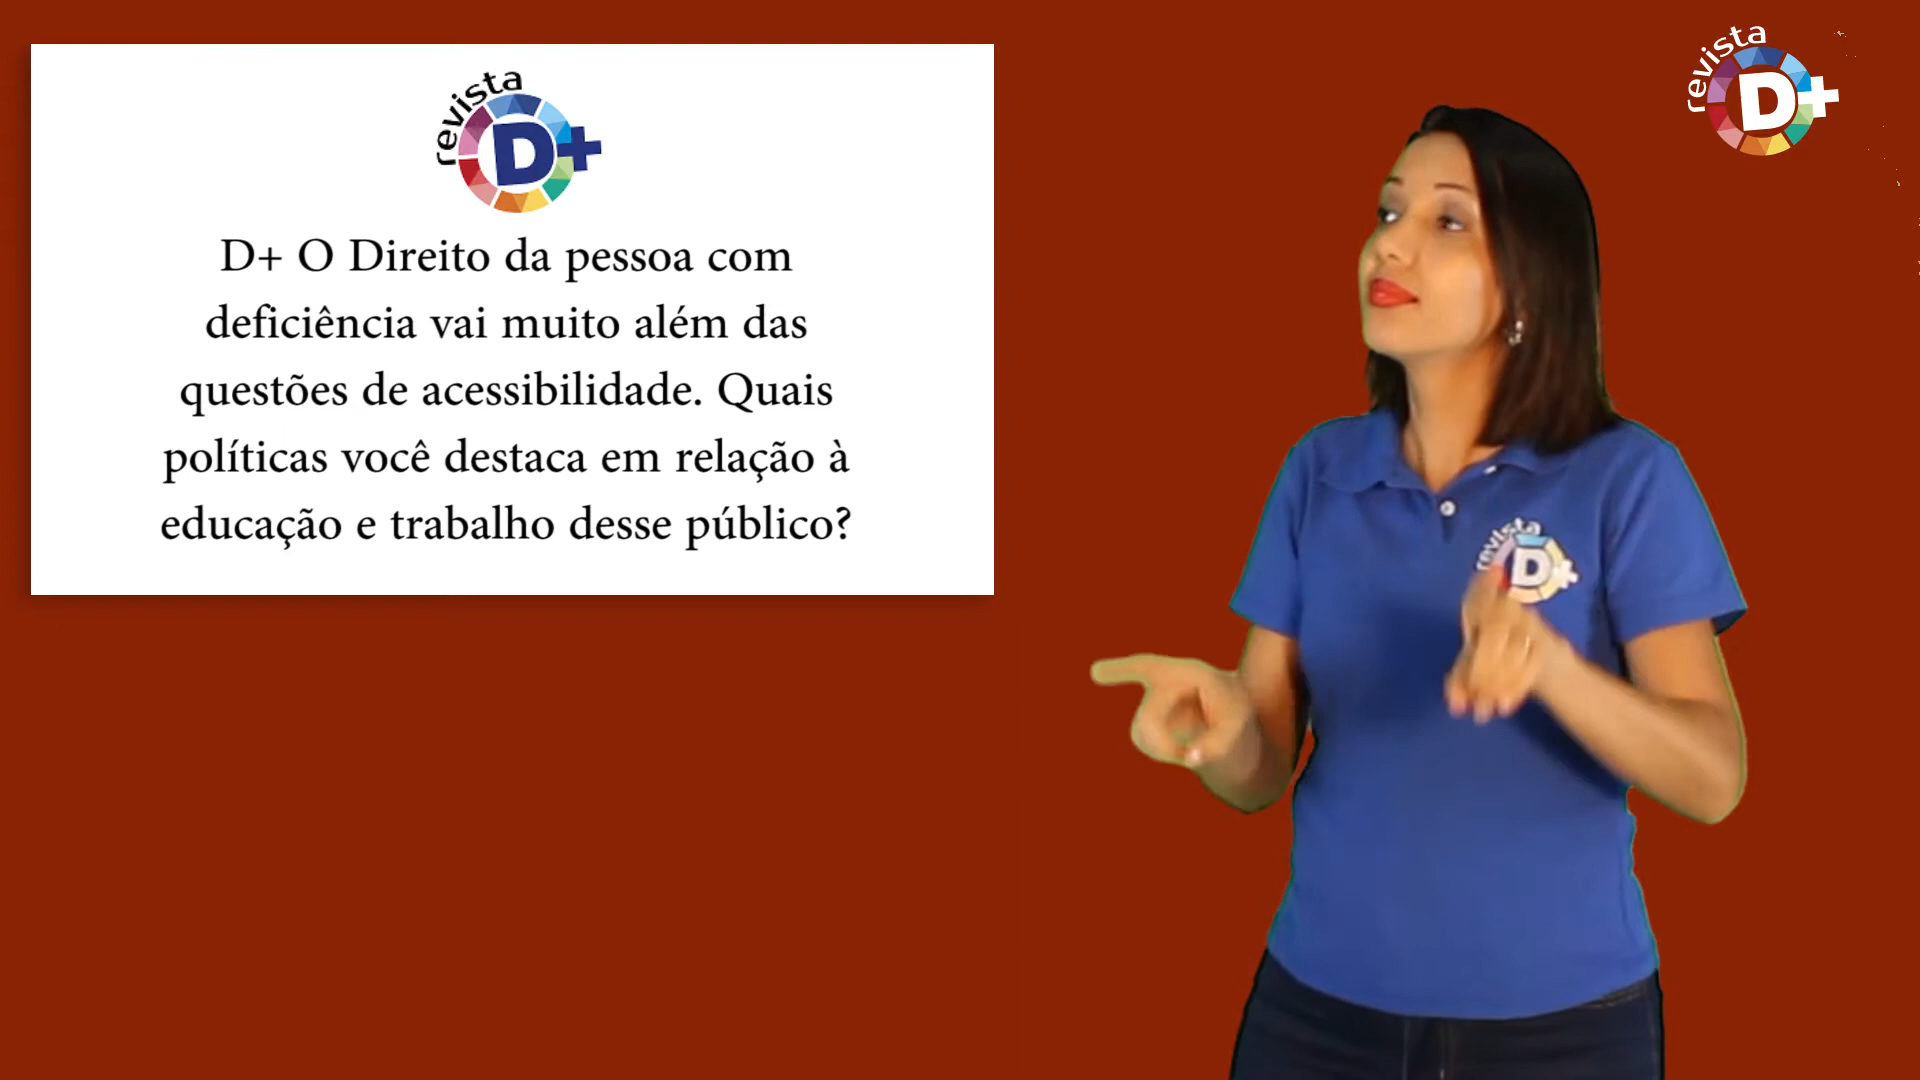 revista
D+
D+ O Direito da pessoa com
deficiência vai muito além das
questões de acessibilidade. Quais
políticas você destaca em relação à
educação e trabalho desse público?
revista
D+
revista
D+